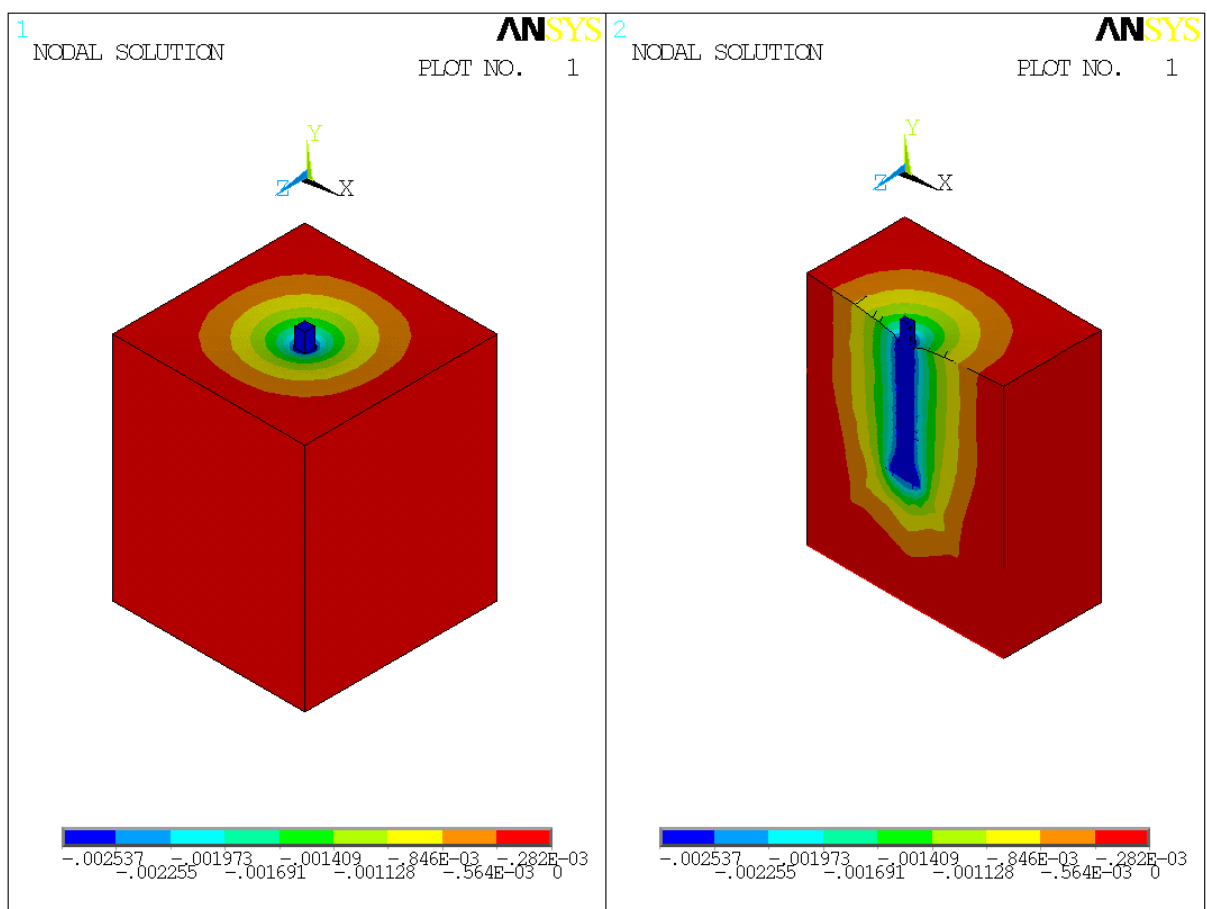 1
ANSYS
NODAL SOLUTION
PLOT NO. 1
Y
Z
X
-.002537 -.001973 -.001409 -.846E-03 -.282E-03
-.002255 -.001691 -.001128 -.564E-03 0
2
ANSYS
NODAL SOLUTION
PLOT NO. 1
Y
Z
X
-.002537 -.001973 -.001409 -.846E-03 -.282E-03
-.002255 -.001691 -.001128 -.564E-03 0